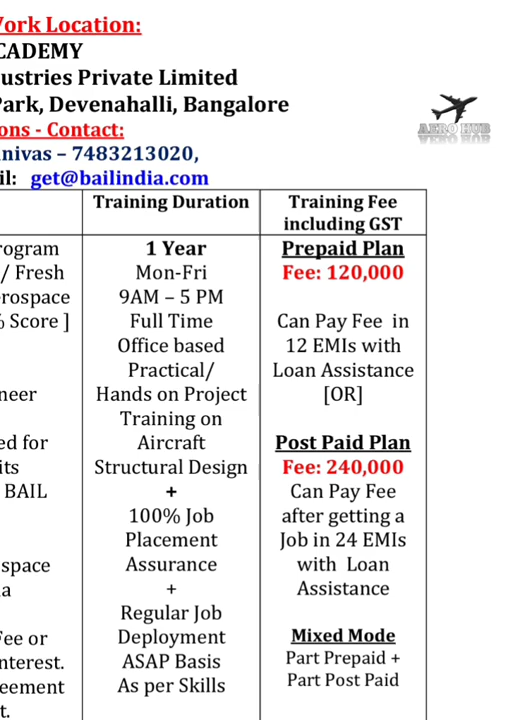 Work Location:
CADEMY
ustries Private Limited
Park, Devenahalli, Bangalore
ons - Contact:
nivas – 7483213020,
il: get@bailindia.com
AERO HUB
Training Duration
Training Fee
including GST
rogram
/ Fresh
erospace
% Score ]
neer
ed for
its
BAIL
space
a
Fee or
nterest.
eement
t.
1 Year
Mon-Fri
9AM – 5 PM
Full Time
Office based
Practical/
Hands on Project
Training on
Aircraft
Structural Design
+
100% Job
Placement
Assurance
+
Regular Job
Deployment
ASAP Basis
As per Skills
Prepaid Plan
Fee: 120,000
Can Pay Fee in
12 EMIs with
Loan Assistance
[OR]
Post Paid Plan
Fee: 240,000
Can Pay Fee
after getting a
Job in 24 EMIs
with Loan
Assistance
Mixed Mode
Part Prepaid +
Part Post Paid